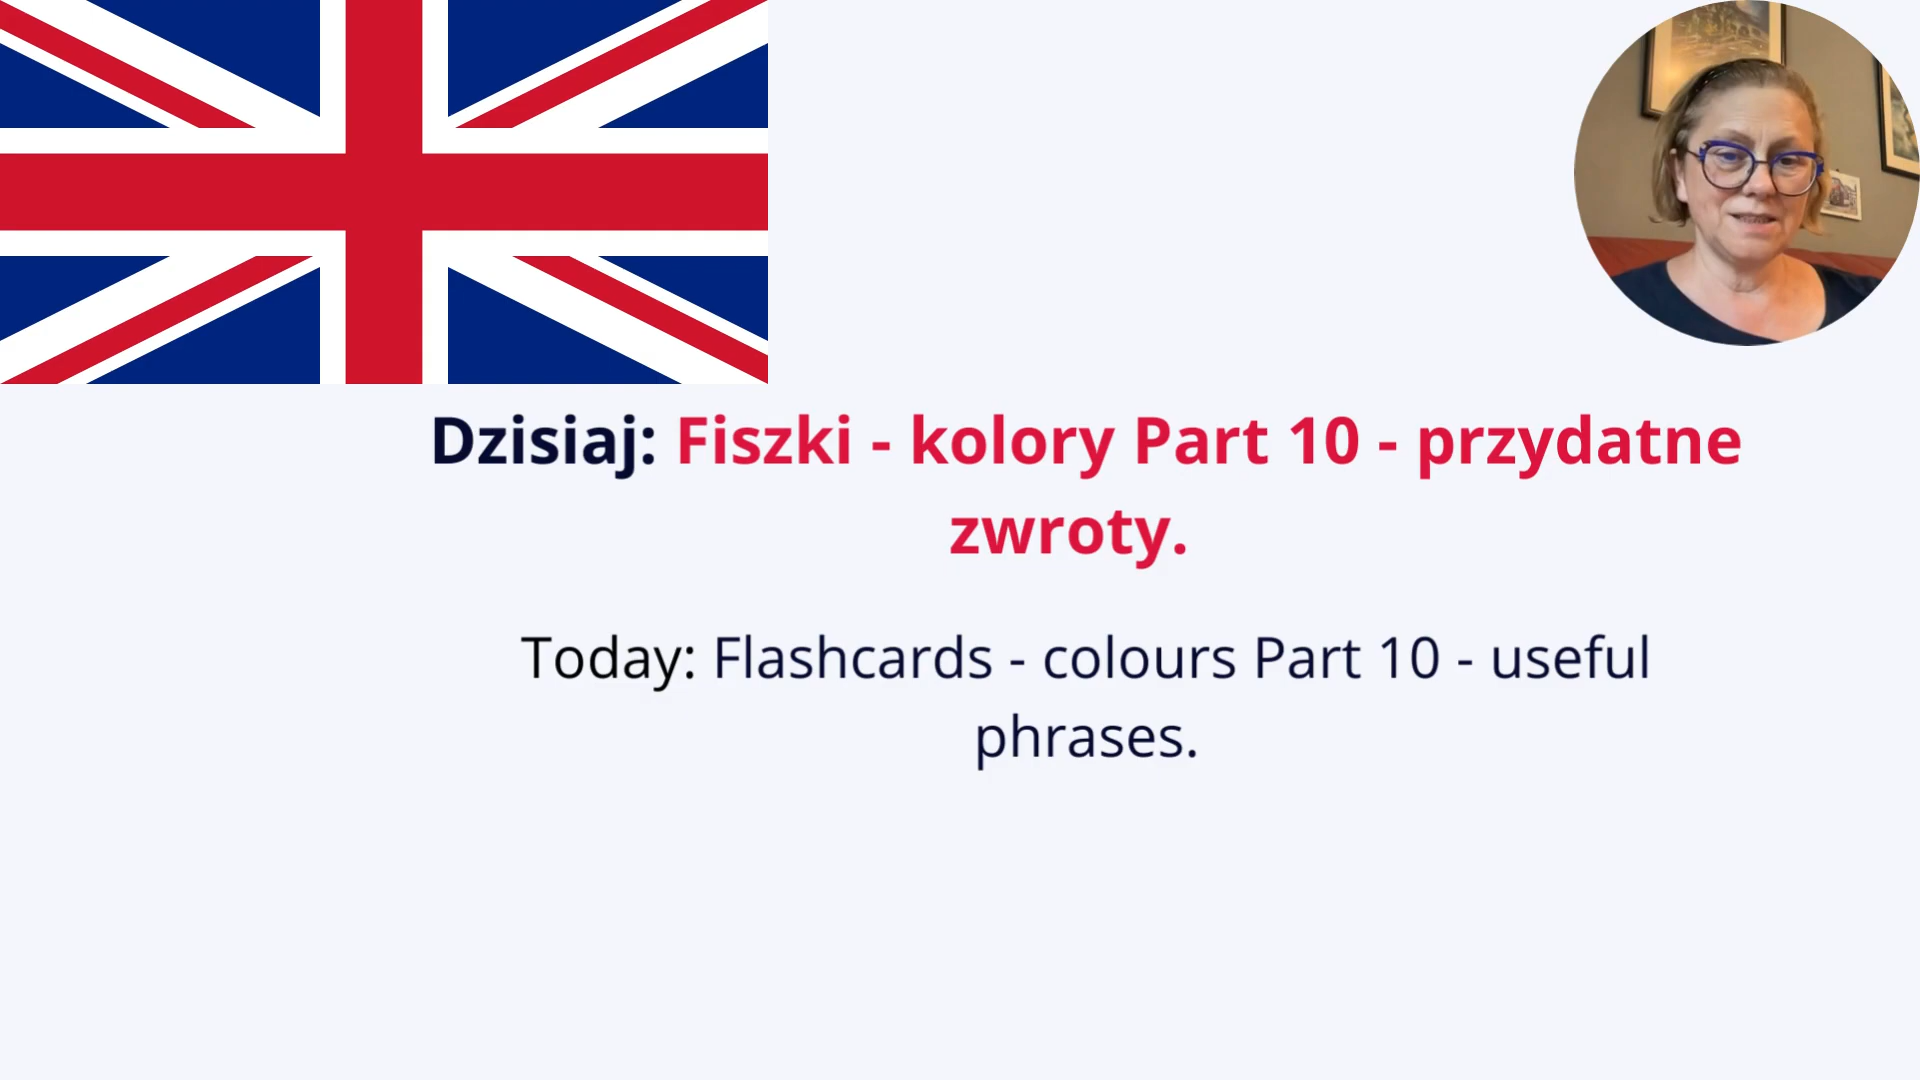 Dzisiaj: Fiszki - kolory Part 10 - przydatne
zwroty.
Today: Flashcards - colours Part 10 - useful
phrases.